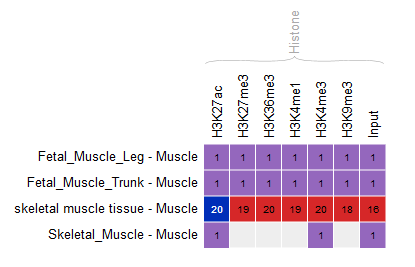 Histone
H3K27ac H3K27me3 H3K36me3 H3K4me1 H3K4me3 H3K9me3 Input
Fetal_Muscle_Leg - Muscle 1 1 1 1 1 1 1
Fetal_Muscle_Trunk - Muscle 1 1 1 1 1 1 1
skeletal muscle tissue - Muscle 20 19 20 19 20 18 16
Skeletal_Muscle - Muscle 1 1 1